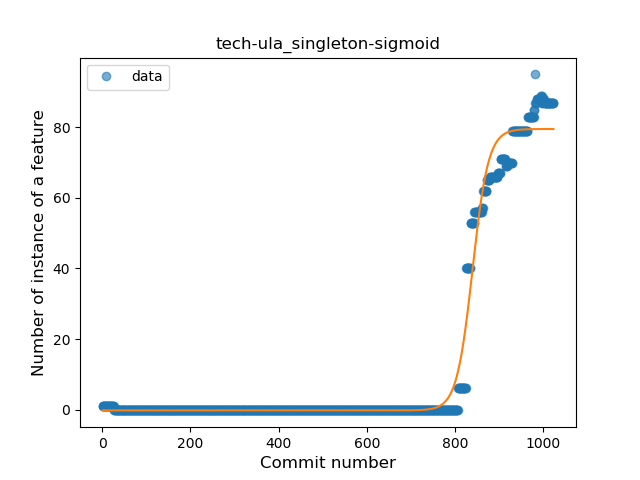 tech-ula_singleton-sigmoid
data
Number of instance of a feature
80
60
40
20
0
0 200 400 600 800 1000
Commit number